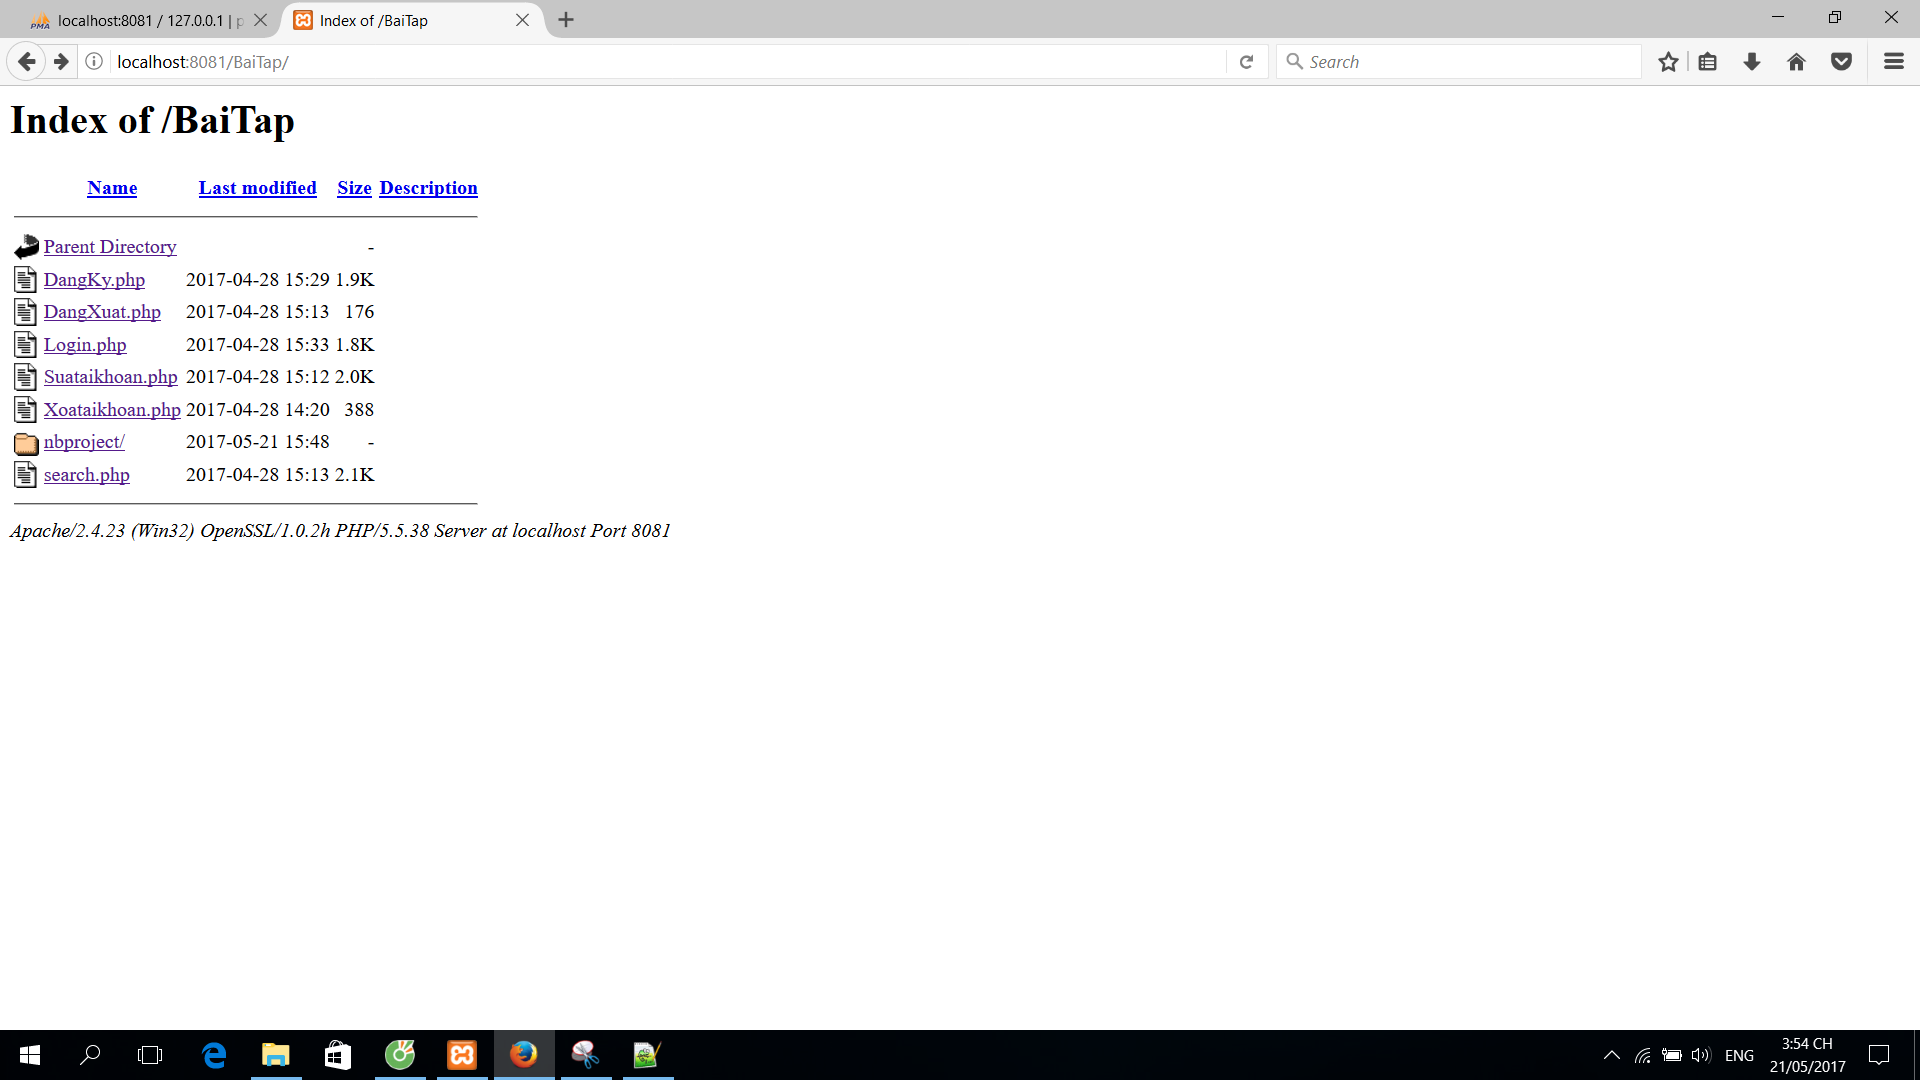 PMA localhost:8081 / 127.0.0.1 | p Index of /BaiTap
localhost:8081/BaiTap/ Search
Index of /BaiTap
Name Last modified Size Description
Parent Directory -
DangKy.php 2017-04-28 15:29 1.9K
DangXuat.php 2017-04-28 15:13 176
Login.php 2017-04-28 15:33 1.8K
Suataikhoan.php 2017-04-28 15:12 2.0K
Xoataikhoan.php 2017-04-28 14:20 388
nbproject/ 2017-05-21 15:48 -
search.php 2017-04-28 15:13 2.1K
Apache/2.4.23 (Win32) OpenSSL/1.0.2h PHP/5.5.38 Server at localhost Port 8081
ENG 3:54 CH
21/05/2017